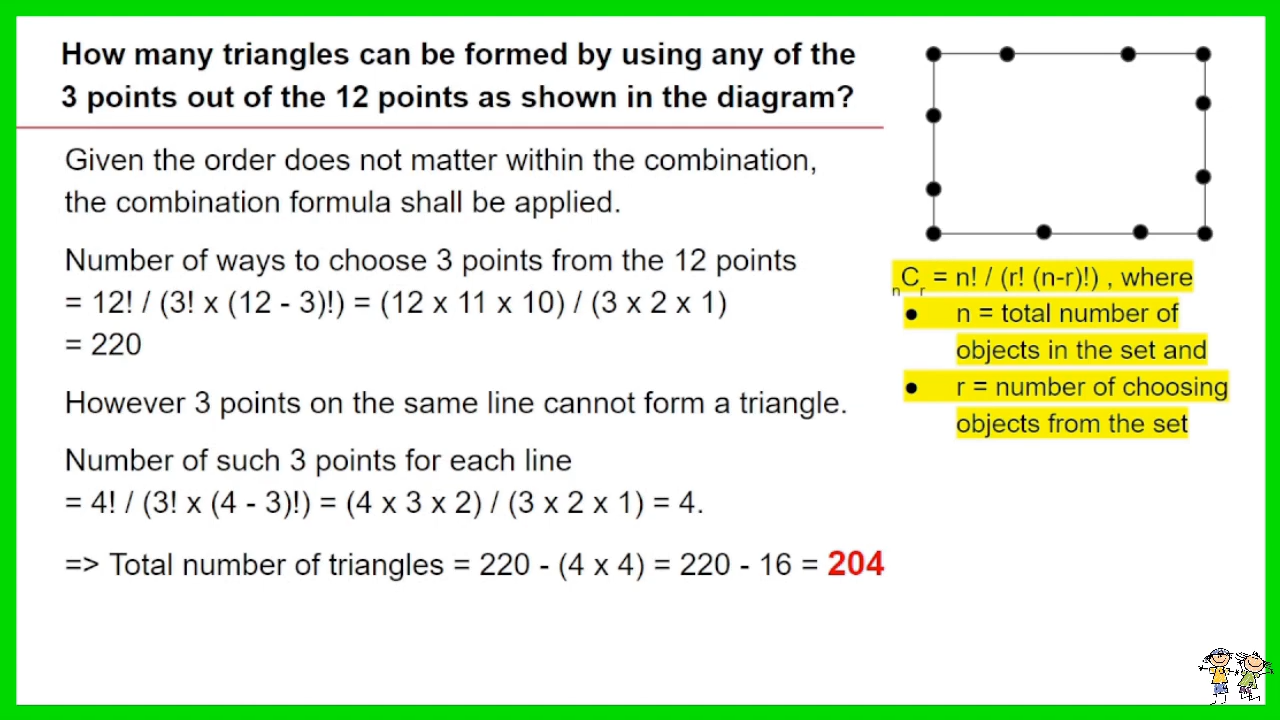 How many triangles can be formed by using any of the
3 points out of the 12 points as shown in the diagram?
Given the order does not matter within the combination,
the combination formula shall be applied.
Number of ways to choose 3 points from the 12 points
= 12! / (3! x (12 - 3)!) = (12 x 11 x 10) / (3 x 2 x 1)
= 220
However 3 points on the same line cannot form a triangle.
Number of such 3 points for each line
= 4! / (3! x (4 - 3)!) = (4 x 3 x 2) / (3 x 2 x 1) = 4.
=> Total number of triangles = 220 - (4 x 4) = 220 - 16 = 204
nCr = n! / (r! (n-r)!) , where
● n = total number of
objects in the set and
● r = number of choosing
objects from the set